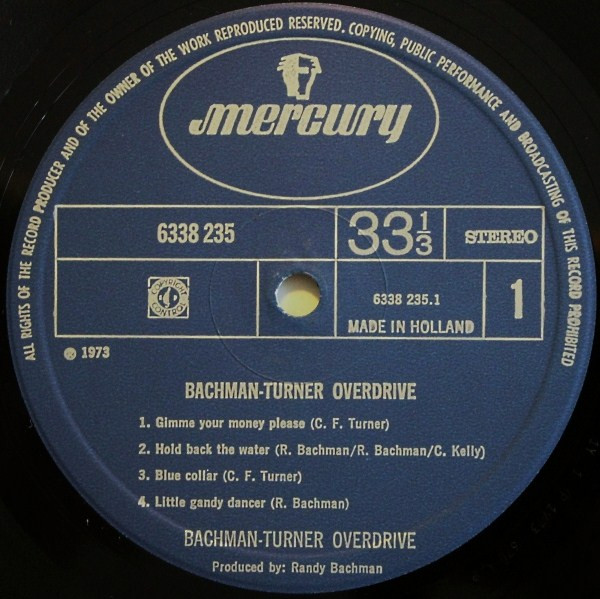 ALL RIGHTS OF THE RECORD PRODUCER AND OF THE OWNER OF THE WORK REPRODUCED RESERVED. COPYING, PUBLIC PERFORMANCE AND BROADCASTING OF THIS RECORD PROHIBITED
mercury
6338 235
33 1/3
STEREO
COPYRIGHT CONTROL
6338 235.1
MADE IN HOLLAND
1
℗ 1973
BACHMAN-TURNER OVERDRIVE
1. Gimme your money please (C. F. Turner)
2. Hold back the water (R. Bachman/R. Bachman/C. Kelly)
3. Blue collar (C. F. Turner)
4. Little gandy dancer (R. Bachman)
BACHMAN-TURNER OVERDRIVE
Produced by: Randy Bachman